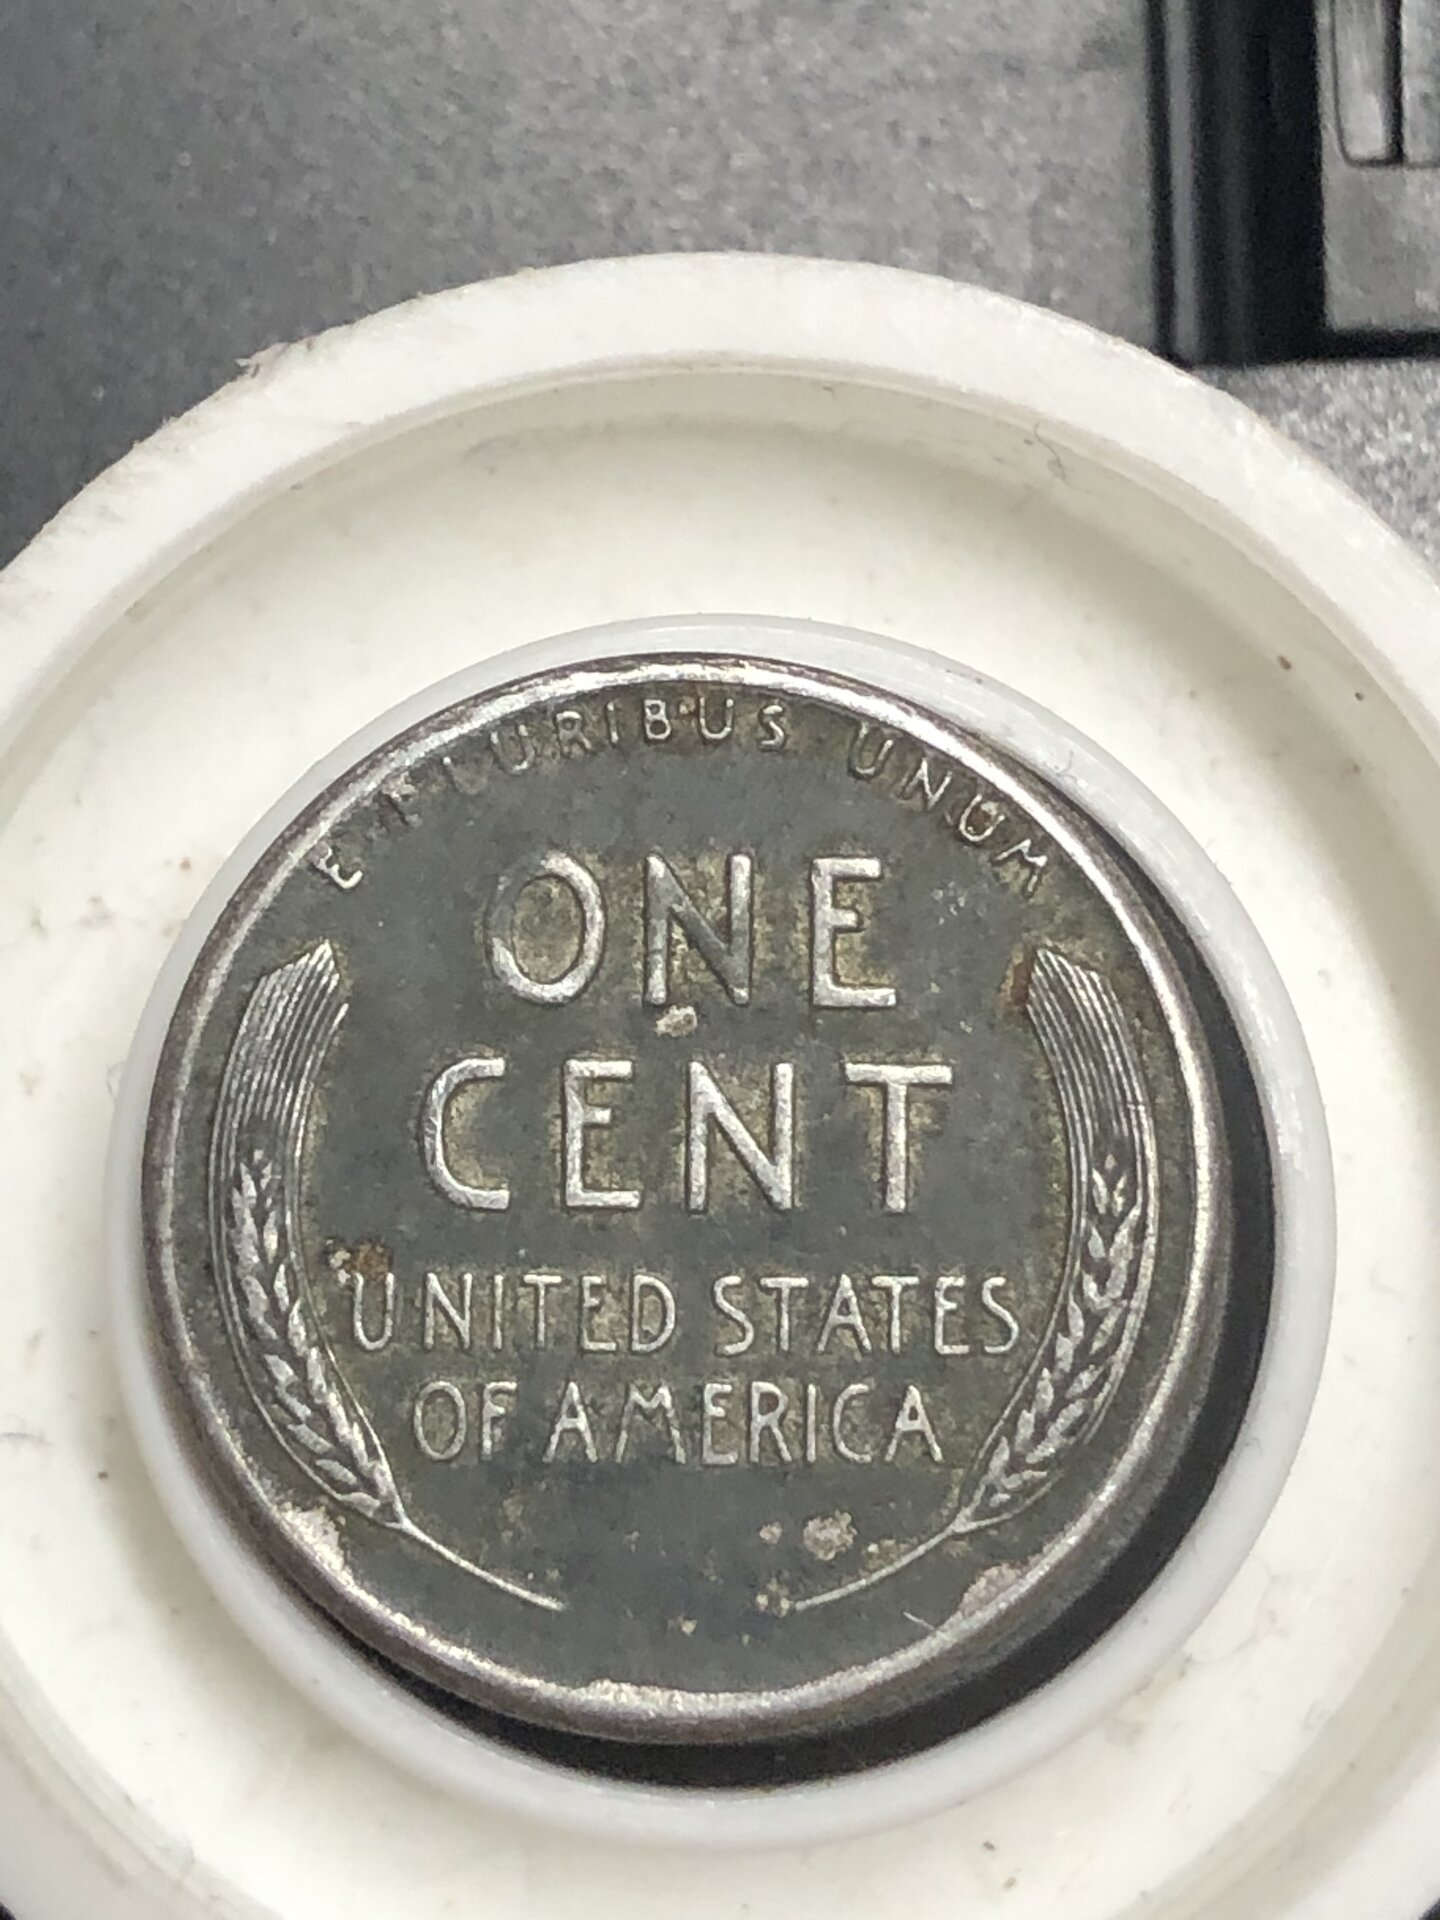 E PLURIBUS UNUM
ONE
CENT
UNITED STATES
OF AMERICA